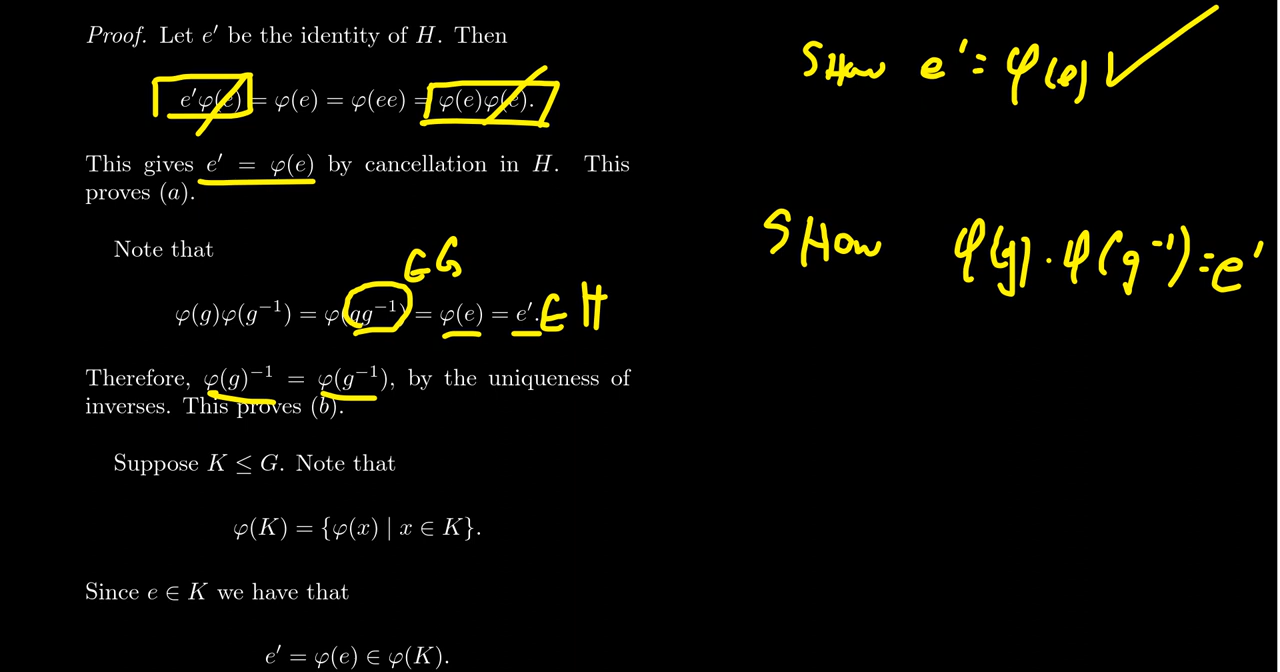 Proof. Let e′ be the identity of H. Then
e′φ(e) = φ(e) = φ(ee) = φ(e)φ(e).
This gives e′ = φ(e) by cancellation in H. This
proves (a).
Note that
∈ G
φ(g)φ(g⁻¹) = φ(gg⁻¹) = φ(e) = e′. ∈ H
Therefore, φ(g)⁻¹ = φ(g⁻¹), by the uniqueness of
inverses. This proves (b).
Suppose K ≤ G. Note that
φ(K) = {φ(x) | x ∈ K}.
Since e ∈ K we have that
e′ = φ(e) ∈ φ(K).
SHow e′ = φ(e) ✓
SHow φ(g) · φ(g⁻¹) = e′